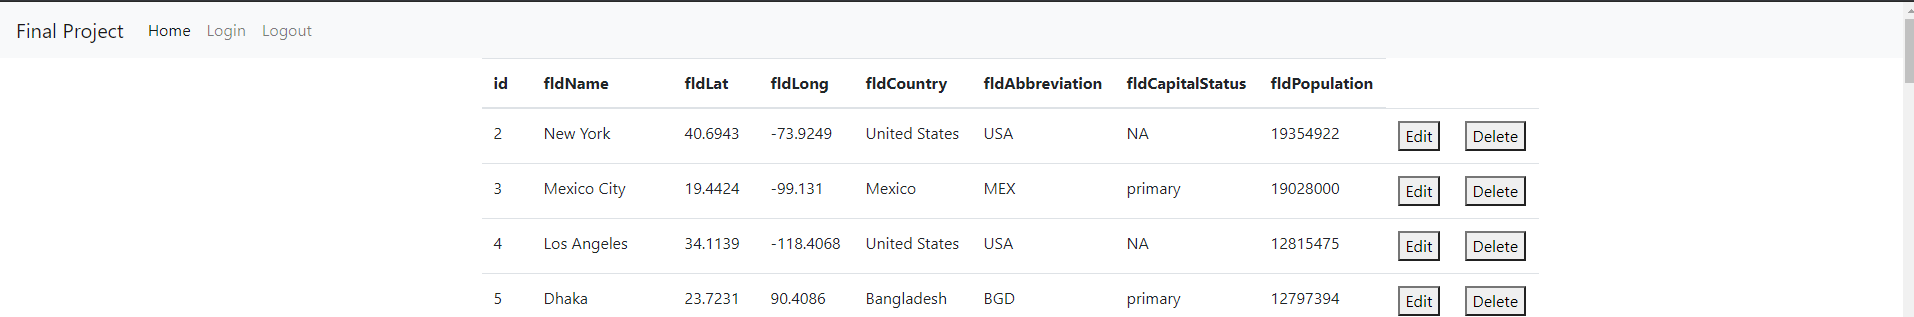 Final Project Home Login Logout
id fldName fldLat fldLong fldCountry fldAbbreviation fldCapitalStatus fldPopulation
2 New York 40.6943 -73.9249 United States USA NA 19354922 Edit Delete
3 Mexico City 19.4424 -99.131 Mexico MEX primary 19028000 Edit Delete
4 Los Angeles 34.1139 -118.4068 United States USA NA 12815475 Edit Delete
5 Dhaka 23.7231 90.4086 Bangladesh BGD primary 12797394 Edit Delete